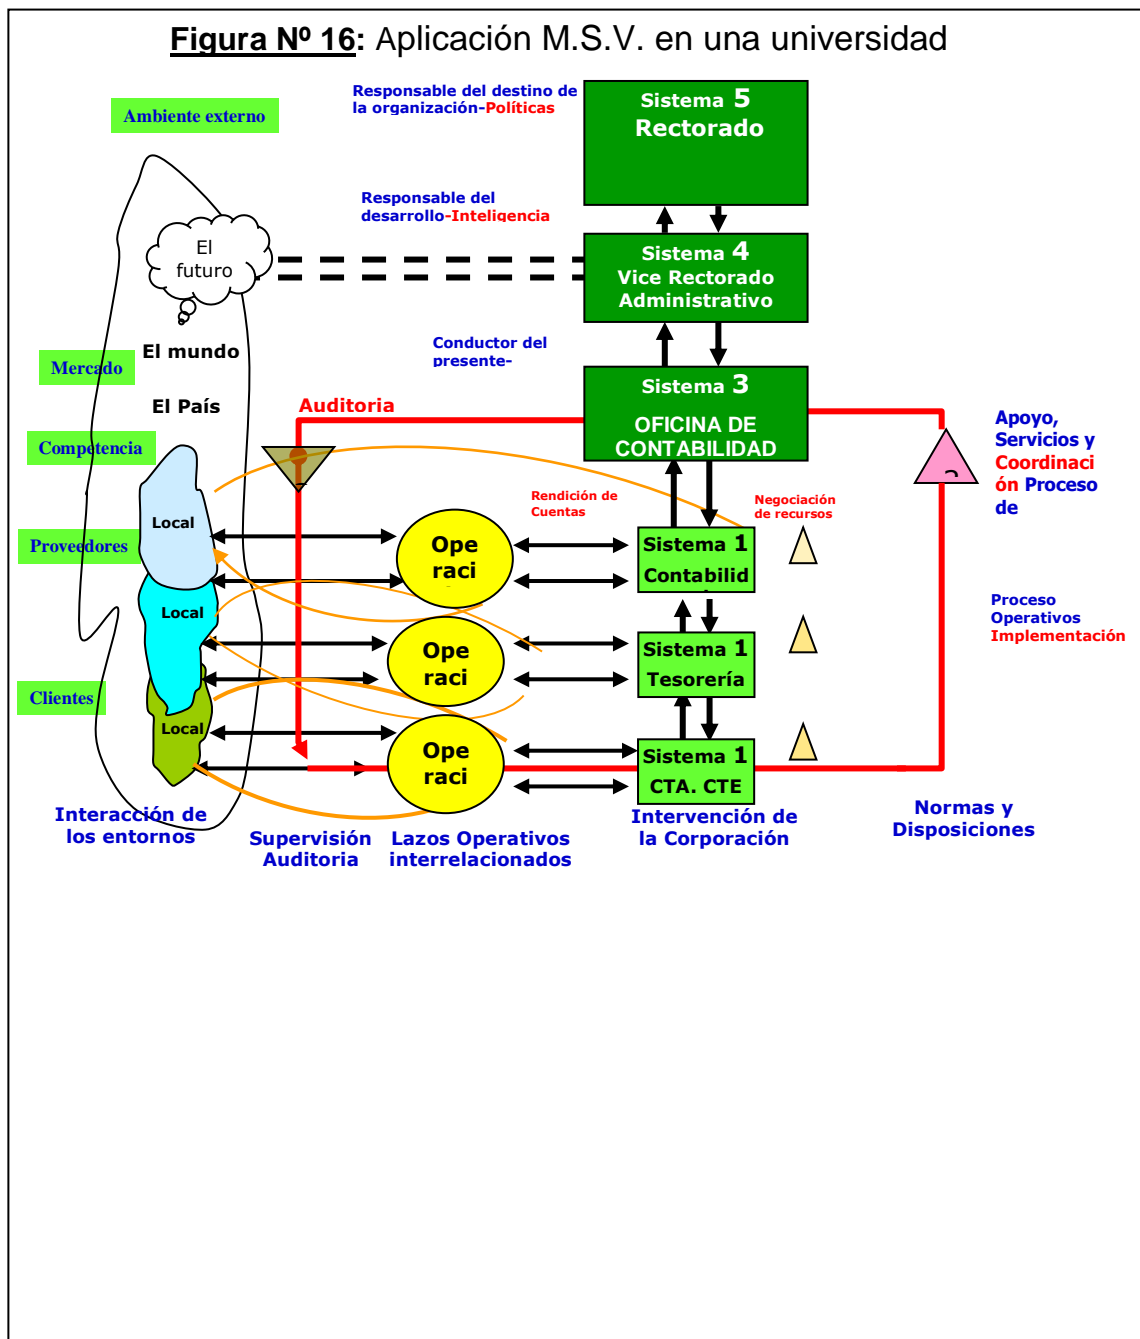 Figura Nº 16: Aplicación M.S.V. en una universidad
Ambiente externo
Responsable del destino de
la organización-Políticas
Sistema 5
Rectorado
Responsable del
desarrollo-Inteligencia
El
futuro
Sistema 4
Vice Rectorado
Administrativo
El mundo
Mercado
Conductor del
presente-
Sistema 3
OFICINA DE
CONTABILIDAD
El País
Auditoria
Competencia
Apoyo,
Servicios y
Coordinaci
ón Proceso
de
Rendición de
Cuentas
Negociación
de recursos
Local
Proveedores
Ope
raci
Sistema 1
Contabilid
Local
Ope
raci
Sistema 1
Tesorería
Proceso
Operativos
Implementación
Clientes
Local
Ope
raci
Sistema 1
CTA. CTE
Interacción de
los entornos
Supervisión
Auditoria
Lazos Operativos
interrelacionados
Intervención de
la Corporación
Normas y
Disposiciones